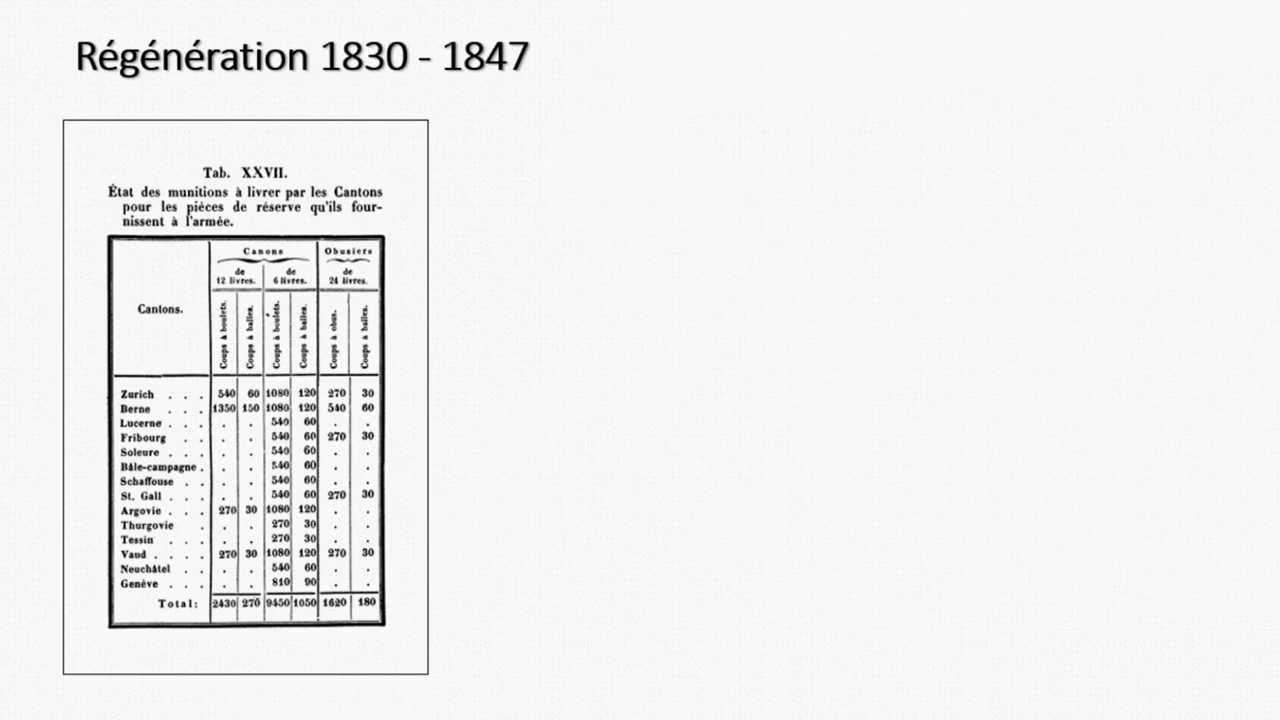 Régénération 1830 - 1847
Tab. XXVII.
État des munitions à livrer par les Cantons
pour les pièces de réserve qu'ils four-
nissent à l'armée.
Canons Obusiers
de de de
12 livres. 6 livres. 24 livres.
Cantons. Coups à boulets. Coups à balles. Coups à boulets. Coups à balles. Coups à obus. Coups à balles.
Zurich . . . 540 60 1080 120 270 30
Berne . . . 1350 150 1080 120 540 60
Lucerne . . . . . 540 60 . .
Fribourg . . . . 540 60 270 30
Soleure . . . . . 540 60 . .
Bâle-campagne . . . 540 60 . .
Schaffouse . . . . 540 60 . .
St. Gall . . . . . 540 60 270 30
Argovie . . . 270 30 1080 120 . .
Thurgovie . . . 270 30 . .
Tessin . . . . . 270 30 . .
Vaud . . . . 270 30 1080 120 270 30
Neuchâtel . . . . 540 60 . .
Genève . . . . . 810 90 . .
Total: 2430 270 9450 1050 1620 180